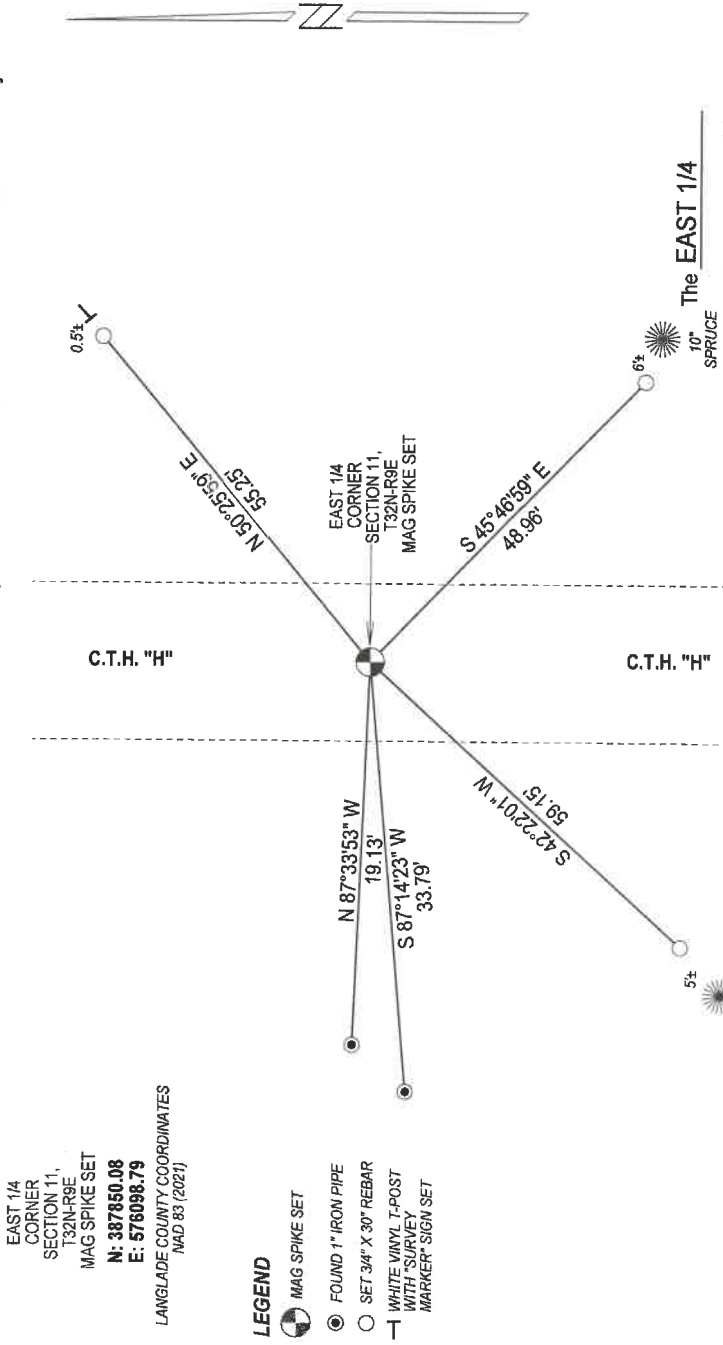 EAST 1/4
CORNER
SECTION 11,
T32N-R9E
MAG SPIKE SET
N: 387850.08
E: 576098.79
LANGLADE COUNTY COORDINATES
NAD 83 (2021)
LEGEND
MAG SPIKE SET
FOUND 1" IRON PIPE
SET 3/4" X 30" REBAR
WHITE VINYL T-POST
WITH "SURVEY
MARKER" SIGN SET
C.T.H. "H"
0.5'±
N 50°25'59" E
55.25'
EAST 1/4
CORNER
SECTION 11,
T32N-R9E
MAG SPIKE SET
N 87°33'53" W
19.13'
S 87°14'23" W
33.79'
S 45°46'59" E
48.96'
S 42°22'01" W
59.15'
5'±
6'±
10"
SPRUCE
C.T.H. "H"
The EAST 1/4